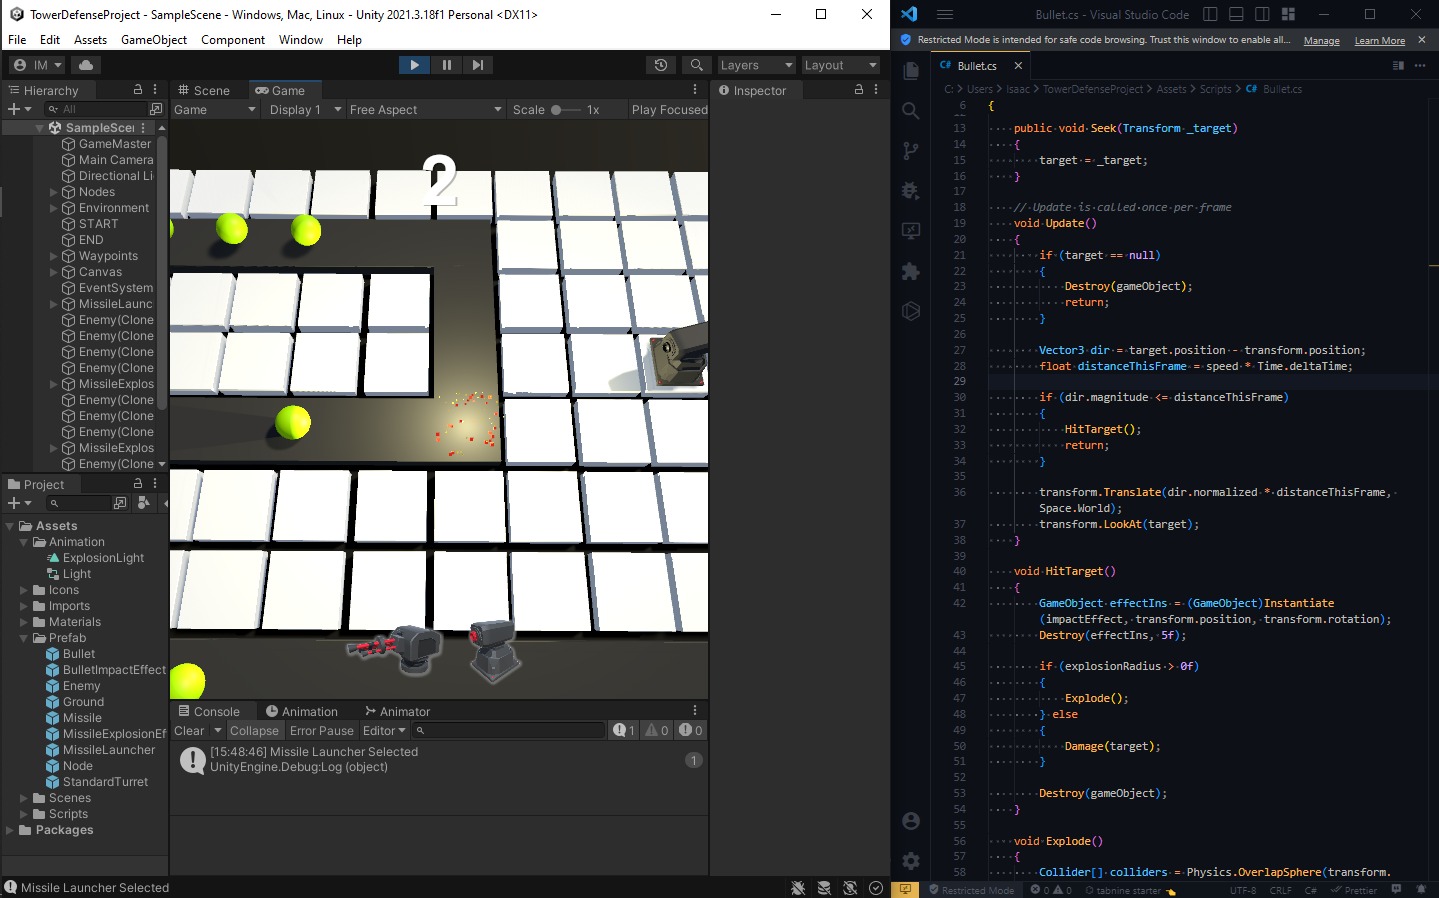 TowerDefenseProject - SampleScene - Windows, Mac, Linux - Unity 2021.3.18f1 Personal <DX11>
File Edit Assets GameObject Component Window Help
IM
Layers Layout
Hierarchy
All
SampleScei
GameMaster
Main Camera
Directional Li
Nodes
Environment
START
END
Waypoints
Canvas
EventSystem
MissileLaunc
Enemy(Clone
Enemy(Clone
Enemy(Clone
Enemy(Clone
MissileExplos
Enemy(Clone
Enemy(Clone
Enemy(Clone
MissileExplos
Enemy(Clone
Project
Assets
Animation
ExplosionLight
Light
Icons
Imports
Materials
Prefab
Bullet
BulletImpactEffect
Enemy
Ground
Missile
MissileExplosionEf
MissileLauncher
Node
StandardTurret
Scenes
Scripts
Packages
Scene Game
Game Display 1 Free Aspect Scale 1x Play Focused
2
Inspector
Console Animation Animator
Clear Collapse Error Pause Editor 1 0 0
[15:48:46] Missile Launcher Selected
UnityEngine.Debug:Log (object)
1
Missile Launcher Selected
Bullet.cs - Visual Studio Code
Restricted Mode is intended for safe code browsing. Trust this window to enable all... Manage Learn More
C# Bullet.cs
C: > Users > Isaac > TowerDefenseProject > Assets > Scripts > C# Bullet.cs
6 {
13 public void Seek(Transform _target)
14 {
15 target = _target;
16 }
17
18 // Update is called once per frame
19 void Update()
20 {
21 if (target == null)
22 {
23 Destroy(gameObject);
24 return;
25 }
26
27 Vector3 dir = target.position - transform.position;
28 float distanceThisFrame = speed * Time.deltaTime;
29
30 if (dir.magnitude <= distanceThisFrame)
31 {
32 HitTarget();
33 return;
34 }
35
36 transform.Translate(dir.normalized * distanceThisFrame,
Space.World);
37 transform.LookAt(target);
38 }
39
40 void HitTarget()
41 {
42 GameObject effectIns = (GameObject)Instantiate
(impactEffect, transform.position, transform.rotation);
43 Destroy(effectIns, 5f);
44
45 if (explosionRadius > 0f)
46 {
47 Explode();
48 } else
49 {
50 Damage(target);
51 }
52
53 Destroy(gameObject);
54 }
55
56 void Explode()
57 {
58 Collider[] colliders = Physics.OverlapSphere(transform.
Restricted Mode 0 0 tabnine starter UTF-8 CRLF C# Prettier